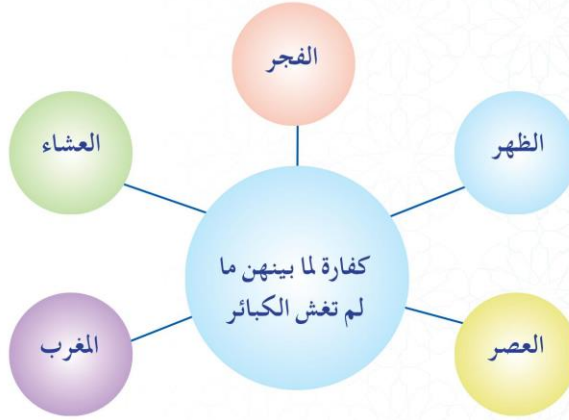 الفجر
الظهر
العشاء
كفارة لما بينهن ما
لم تغش الكبائر
العصر
المغرب